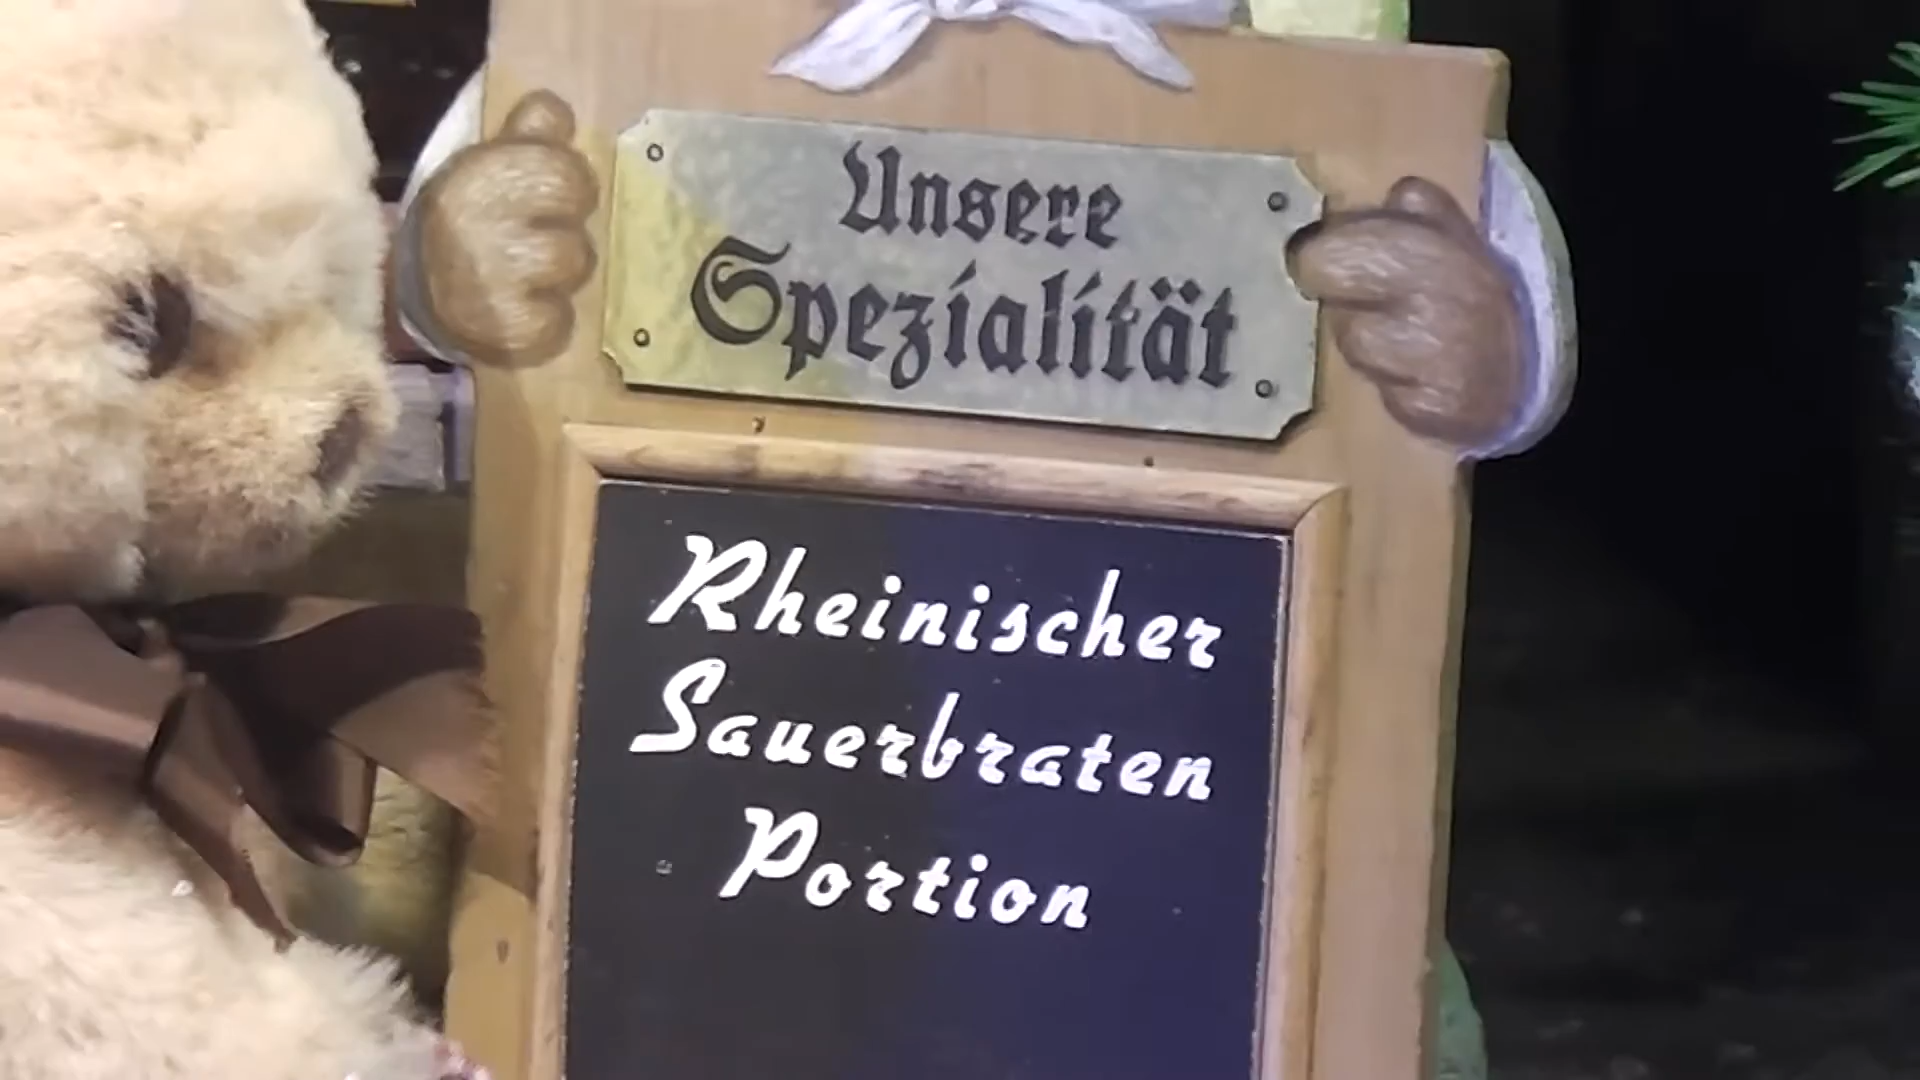 Unsere
Spezialität
Rheinischer
Sauerbraten
Portion